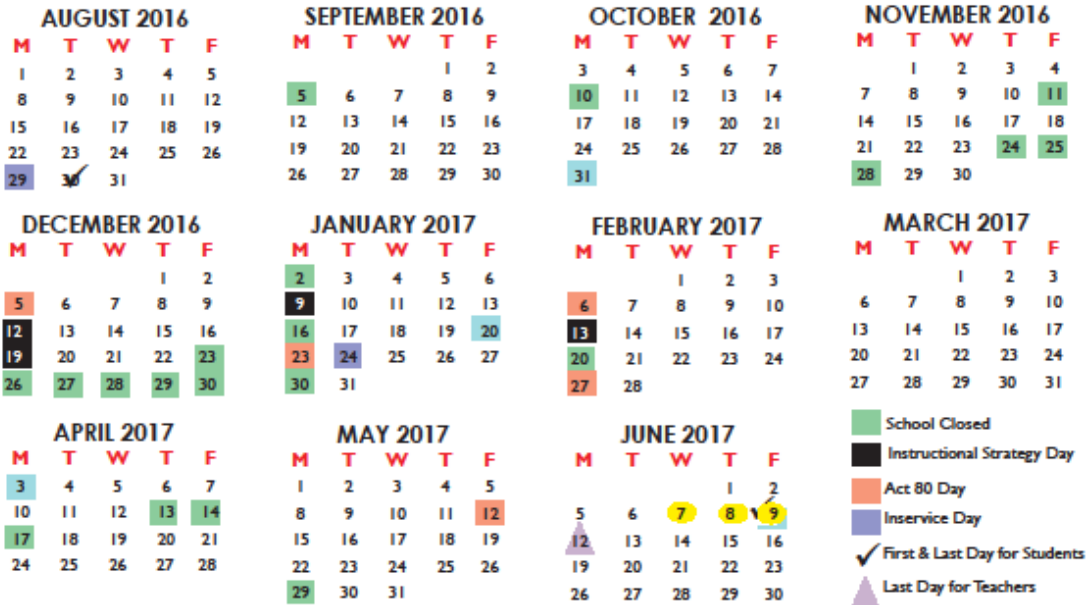 AUGUST 2016
M T W T F
1 2 3 4 5
8 9 10 11 12
15 16 17 18 19
22 23 24 25 26
29 30 31
SEPTEMBER 2016
M T W T F
1 2
5 6 7 8 9
12 13 14 15 16
19 20 21 22 23
26 27 28 29 30
OCTOBER 2016
M T W T F
3 4 5 6 7
10 11 12 13 14
17 18 19 20 21
24 25 26 27 28
31
NOVEMBER 2016
M T W T F
1 2 3 4
7 8 9 10 11
14 15 16 17 18
21 22 23 24 25
28 29 30
DECEMBER 2016
M T W T F
1 2
5 6 7 8 9
12 13 14 15 16
19 20 21 22 23
26 27 28 29 30
JANUARY 2017
M T W T F
2 3 4 5 6
9 10 11 12 13
16 17 18 19 20
23 24 25 26 27
30 31
FEBRUARY 2017
M T W T F
1 2 3
6 7 8 9 10
13 14 15 16 17
20 21 22 23 24
27 28
MARCH 2017
M T W T F
1 2 3
6 7 8 9 10
13 14 15 16 17
20 21 22 23 24
27 28 29 30 31
APRIL 2017
M T W T F
3 4 5 6 7
10 11 12 13 14
17 18 19 20 21
24 25 26 27 28
MAY 2017
M T W T F
1 2 3 4 5
8 9 10 11 12
15 16 17 18 19
22 23 24 25 26
29 30 31
JUNE 2017
M T W T F
1 2
5 6 7 8 9
12 13 14 15 16
19 20 21 22 23
26 27 28 29 30
School Closed
Instructional Strategy Day
Act 80 Day
Inservice Day
First & Last Day for Students
Last Day for Teachers